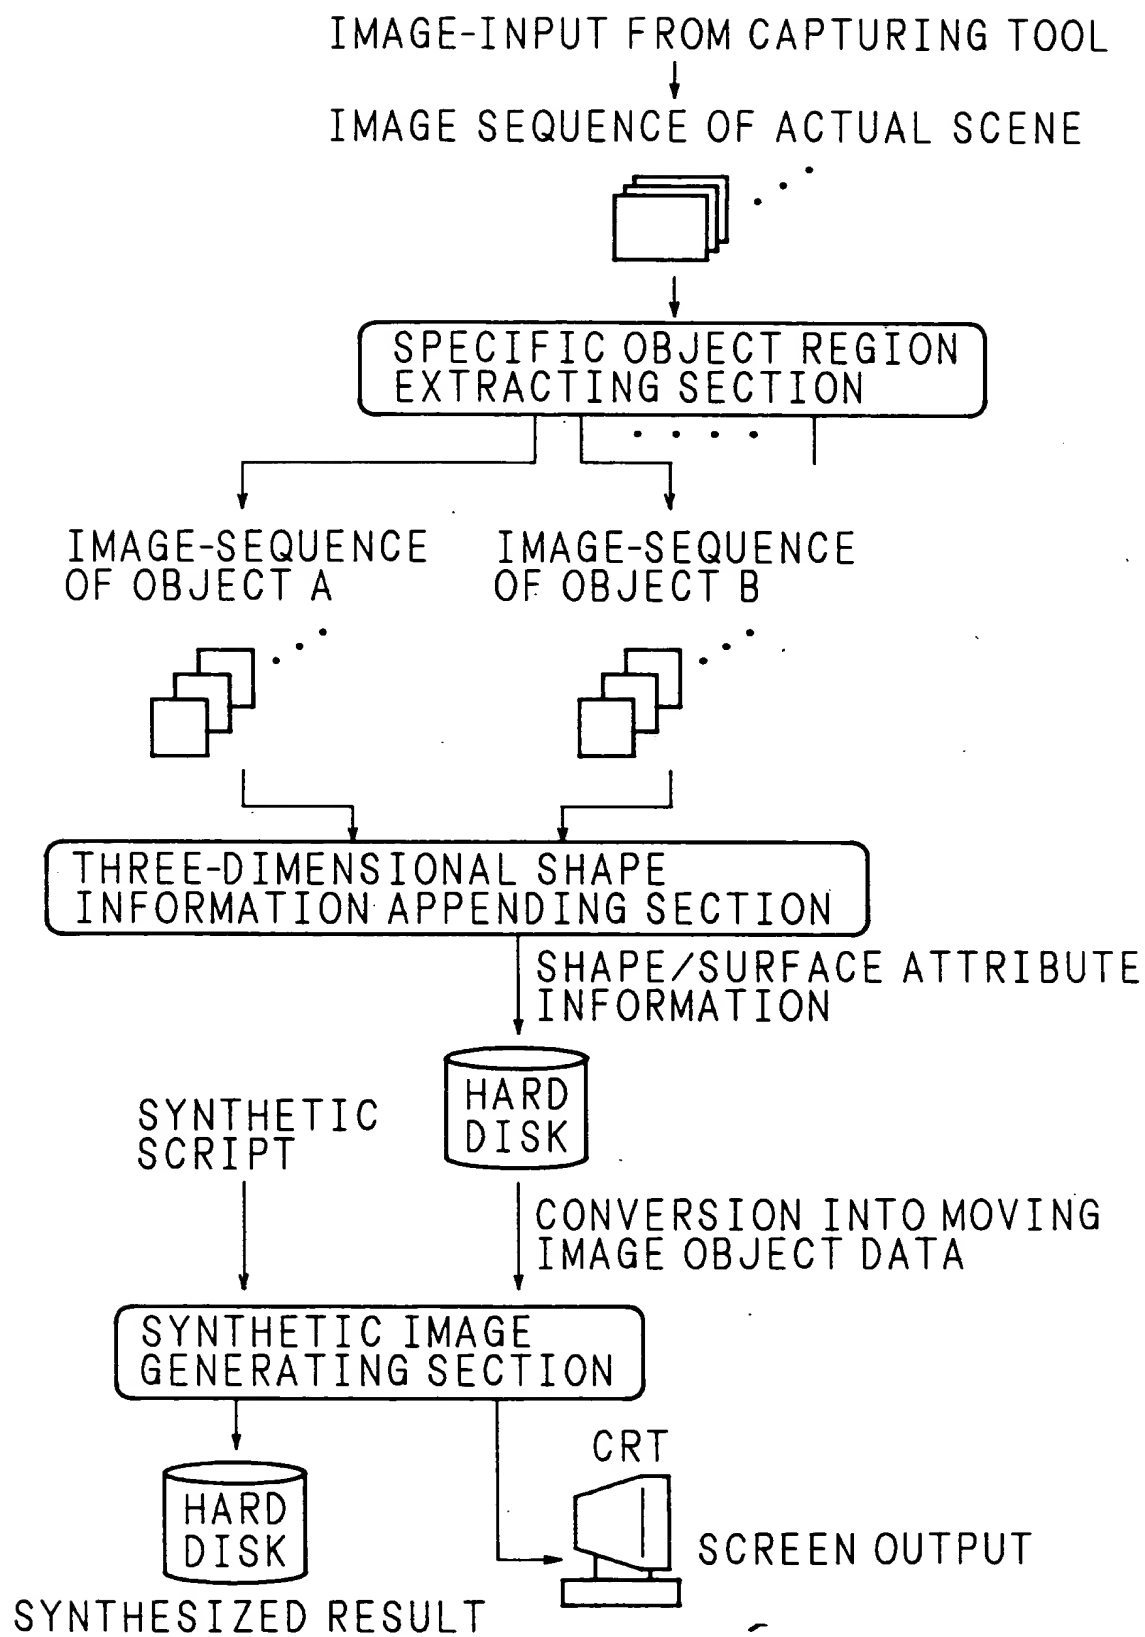 IMAGE-INPUT FROM CAPTURING TOOL
IMAGE SEQUENCE OF ACTUAL SCENE
SPECIFIC OBJECT REGION
EXTRACTING SECTION
IMAGE-SEQUENCE
OF OBJECT A
IMAGE-SEQUENCE
OF OBJECT B
THREE-DIMENSIONAL SHAPE
INFORMATION APPENDING SECTION
SHAPE/SURFACE ATTRIBUTE
INFORMATION
HARD
DISK
SYNTHETIC
SCRIPT
CONVERSION INTO MOVING
IMAGE OBJECT DATA
SYNTHETIC IMAGE
GENERATING SECTION
CRT
HARD
DISK
SCREEN OUTPUT
SYNTHESIZED RESULT